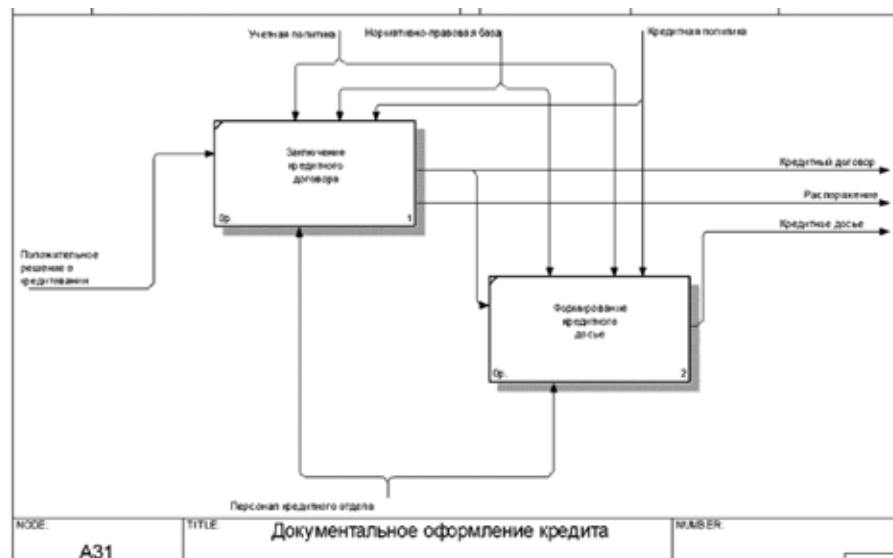 Учетная политика
Нормативно-правовая база
Кредитная политика
Заключение
кредитного
договора
0р.
1
Кредитный договор
Распоряжение
Кредитное досье
Положительное
решение о
кредитовании
Формирование
кредитного
досье
0р.
2
Персонал кредитного отдела
NODE:
TITLE:
Документальное оформление кредита
NUMBER:
A31